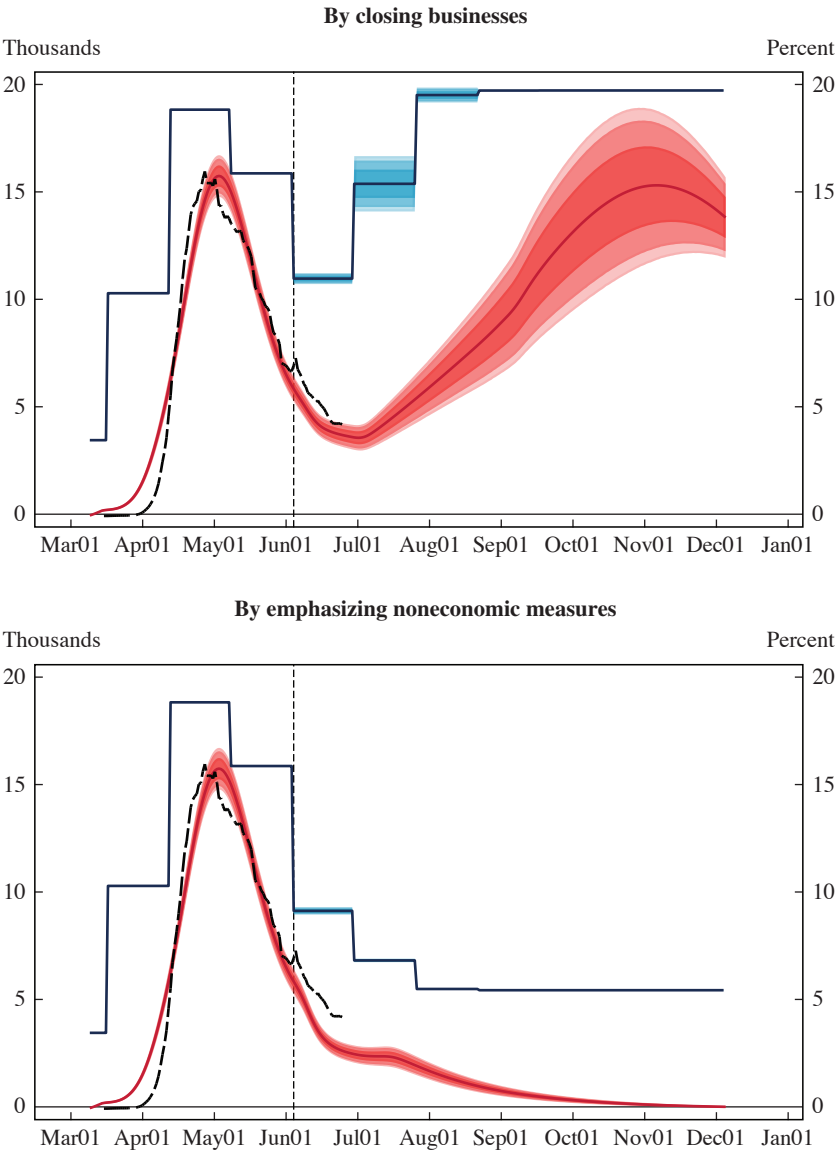 By closing businesses
Thousands Percent
20 20
15 15
10 10
5 5
0 0
Mar01 Apr01 May01 Jun01 Jul01 Aug01 Sep01 Oct01 Nov01 Dec01 Jan01
By emphasizing noneconomic measures
Thousands Percent
20 20
15 15
10 10
5 5
0 0
Mar01 Apr01 May01 Jun01 Jul01 Aug01 Sep01 Oct01 Nov01 Dec01 Jan01